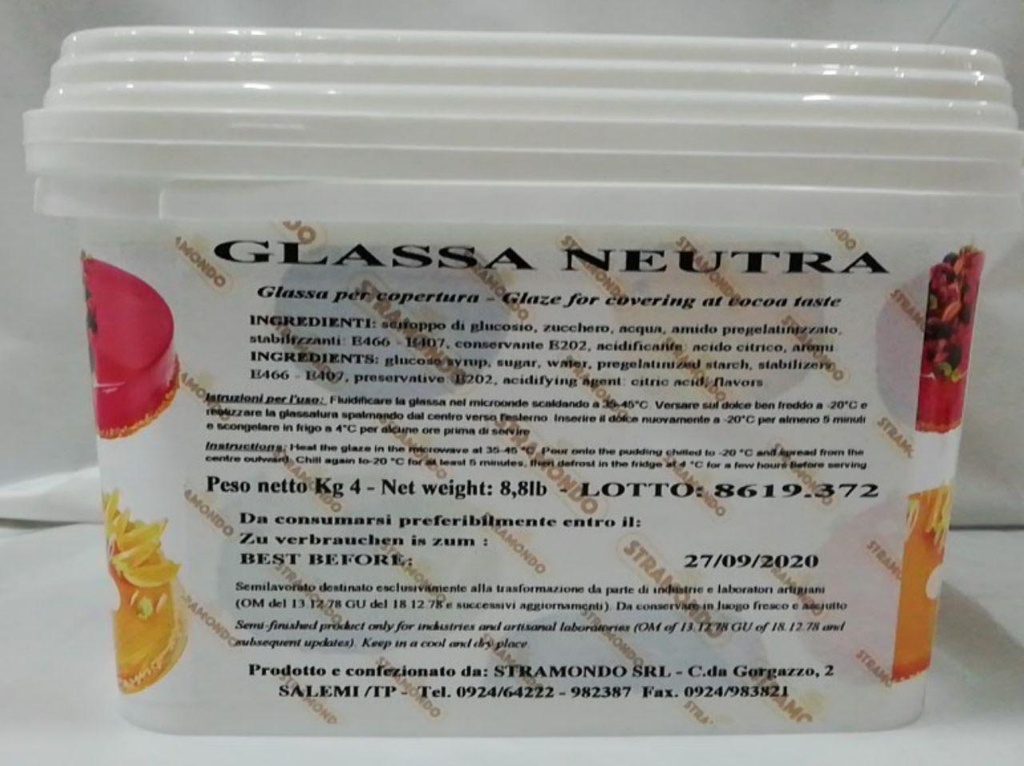 GLASSA NEUTRA
Glassa per copertura - Glaze for covering at cocoa taste
INGREDIENTI: sciroppo di glucosio, zucchero, acqua, amido pregelatinizzato,
stabilizzanti: E466 - E407, conservante E202, acidificante: acido citrico, aromi
INGREDIENTS: glucose syrup, sugar, water, pregelatinized starch, stabilizers
E466 - E407, preservative E202, acidifying agent: citric acid, flavors
Istruzioni per l'uso: Fluidificare la glassa nel microonde scaldando a 35-45°C. Versare sul dolce ben freddo a -20°C e
realizzare la glassatura spalmando dal centro verso l'esterno. Inserire il dolce nuovamente a -20°C per almeno 5 minuti
e scongelare in frigo a 4°C per alcune ore prima di servire
Instructions: Heat the glaze in the microwave at 35-45 °C. Pour onto the pudding chilled to -20 °C and spread from the
centre outward. Chill again to-20 °C for at least 5 minutes, then defrost in the fridge at 4 °C for a few hours before serving
Peso netto Kg 4 - Net weight: 8,8lb - LOTTO: 8619.372
Da consumarsi preferibilmente entro il:
Zu verbrauchen is zum :
BEST BEFORE: 27/09/2020
Semilavorato destinato esclusivamente alla trasformazione da parte di industrie e laboratori artigiani
(OM del 13.12.78 GU del 18.12.78 e successivi aggiornamenti). Da conservare in luogo fresco e asciutto
Semi-finished product only for industries and artisanal laboratories (OM of 13.12.78 GU of 18.12.78 and
subsequent updates). Keep in a cool and dry place
Prodotto e confezionato da: STRAMONDO SRL - C.da Gorgazzo, 2
SALEMI /TP - Tel. 0924/64222 - 982387 Fax. 0924/983821